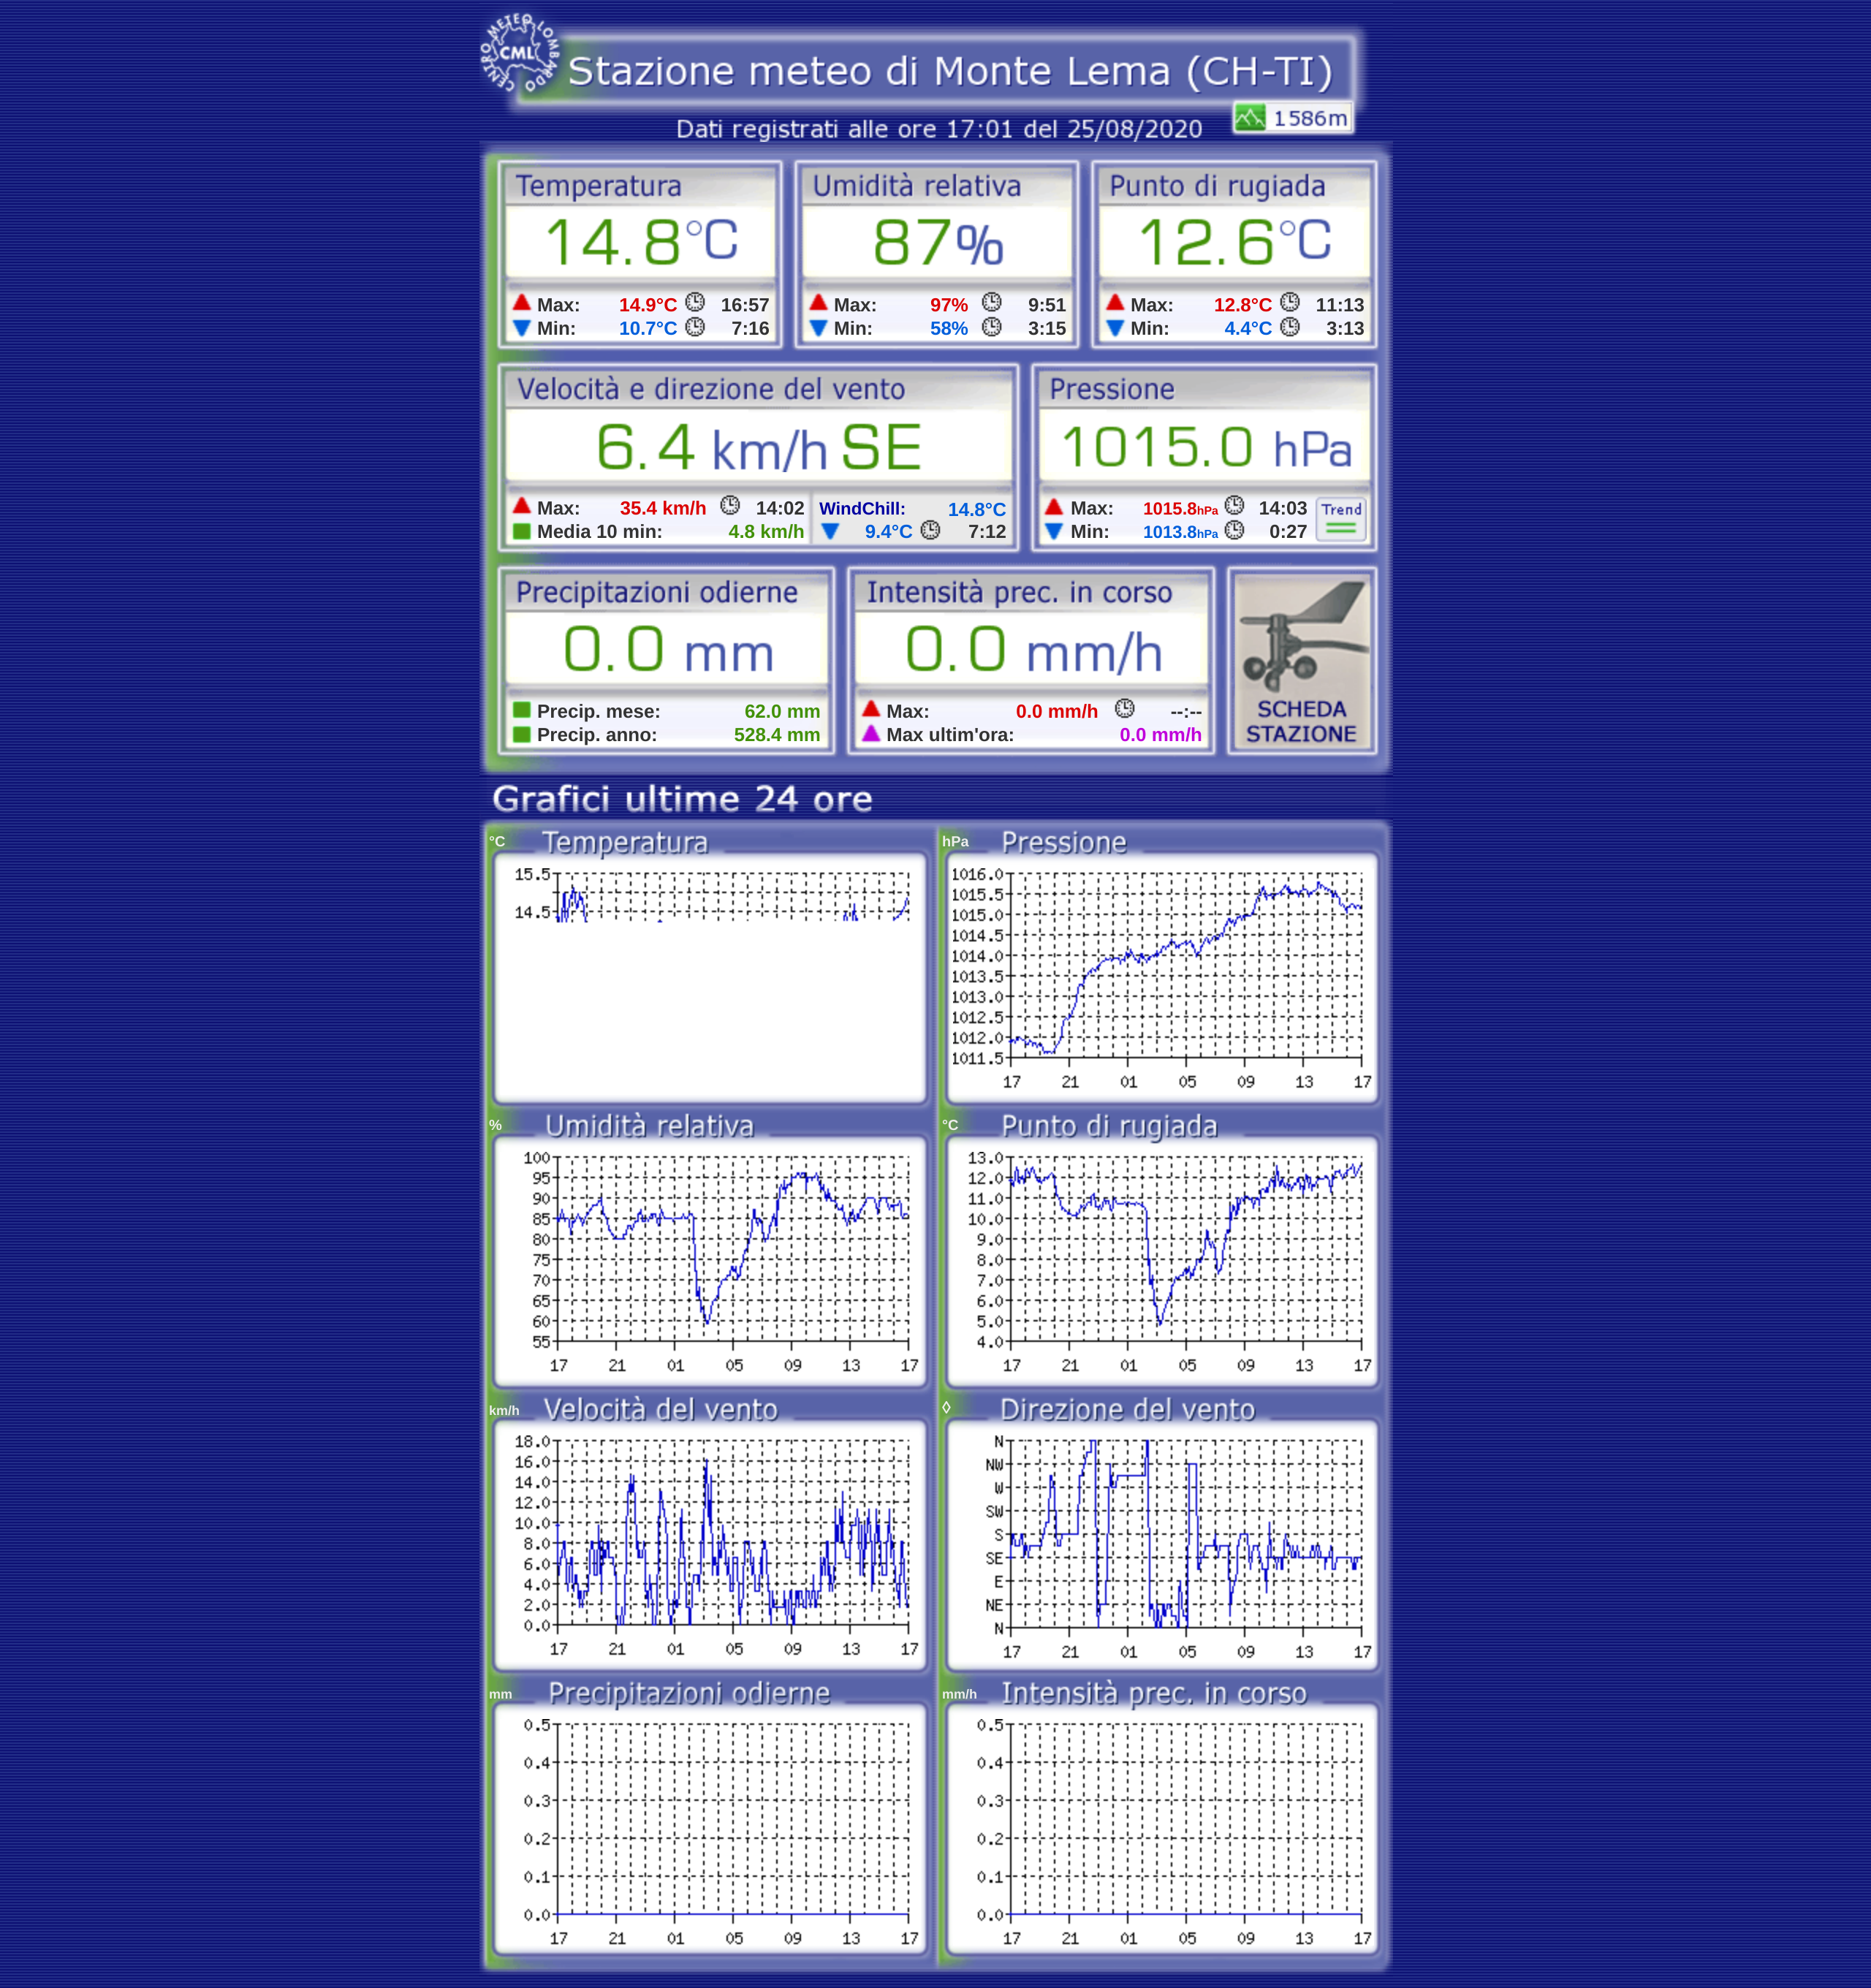 CENTRO METEO LOMBARDO
CML
Stazione meteo di Monte Lema (CH-TI)
1586m
Dati registrati alle ore 17:01 del 25/08/2020
Temperatura Umidità relativa Punto di rugiada
14.8°C 87% 12.6°C
Max: 14.9°C 16:57 Max: 97% 9:51 Max: 12.8°C 11:13
Min: 10.7°C 7:16 Min: 58% 3:15 Min: 4.4°C 3:13
Velocità e direzione del vento Pressione
6.4 km/h SE 1015.0 hPa
Max: 35.4 km/h 14:02 WindChill: 14.8°C Max: 1015.8hPa 14:03 Trend
Media 10 min: 4.8 km/h 9.4°C 7:12 Min: 1013.8hPa 0:27
Precipitazioni odierne Intensità prec. in corso
0.0 mm 0.0 mm/h
Precip. mese: 62.0 mm Max: 0.0 mm/h --:-- SCHEDA
Precip. anno: 528.4 mm Max ultim'ora: 0.0 mm/h STAZIONE
Grafici ultime 24 ore
°C Temperatura
15.5
14.5
hPa Pressione
1016.0
1015.5
1015.0
1014.5
1014.0
1013.5
1013.0
1012.5
1012.0
1011.5
17 21 01 05 09 13 17
% Umidità relativa
100
95
90
85
80
75
70
65
60
55
17 21 01 05 09 13 17
°C Punto di rugiada
13.0
12.0
11.0
10.0
9.0
8.0
7.0
6.0
5.0
4.0
17 21 01 05 09 13 17
km/h Velocità del vento
18.0
16.0
14.0
12.0
10.0
8.0
6.0
4.0
2.0
0.0
17 21 01 05 09 13 17
◊ Direzione del vento
N
NW
W
SW
S
SE
E
NE
N
17 21 01 05 09 13 17
mm Precipitazioni odierne
0.5
0.4
0.3
0.2
0.1
0.0
17 21 01 05 09 13 17
mm/h Intensità prec. in corso
0.5
0.4
0.3
0.2
0.1
0.0
17 21 01 05 09 13 17